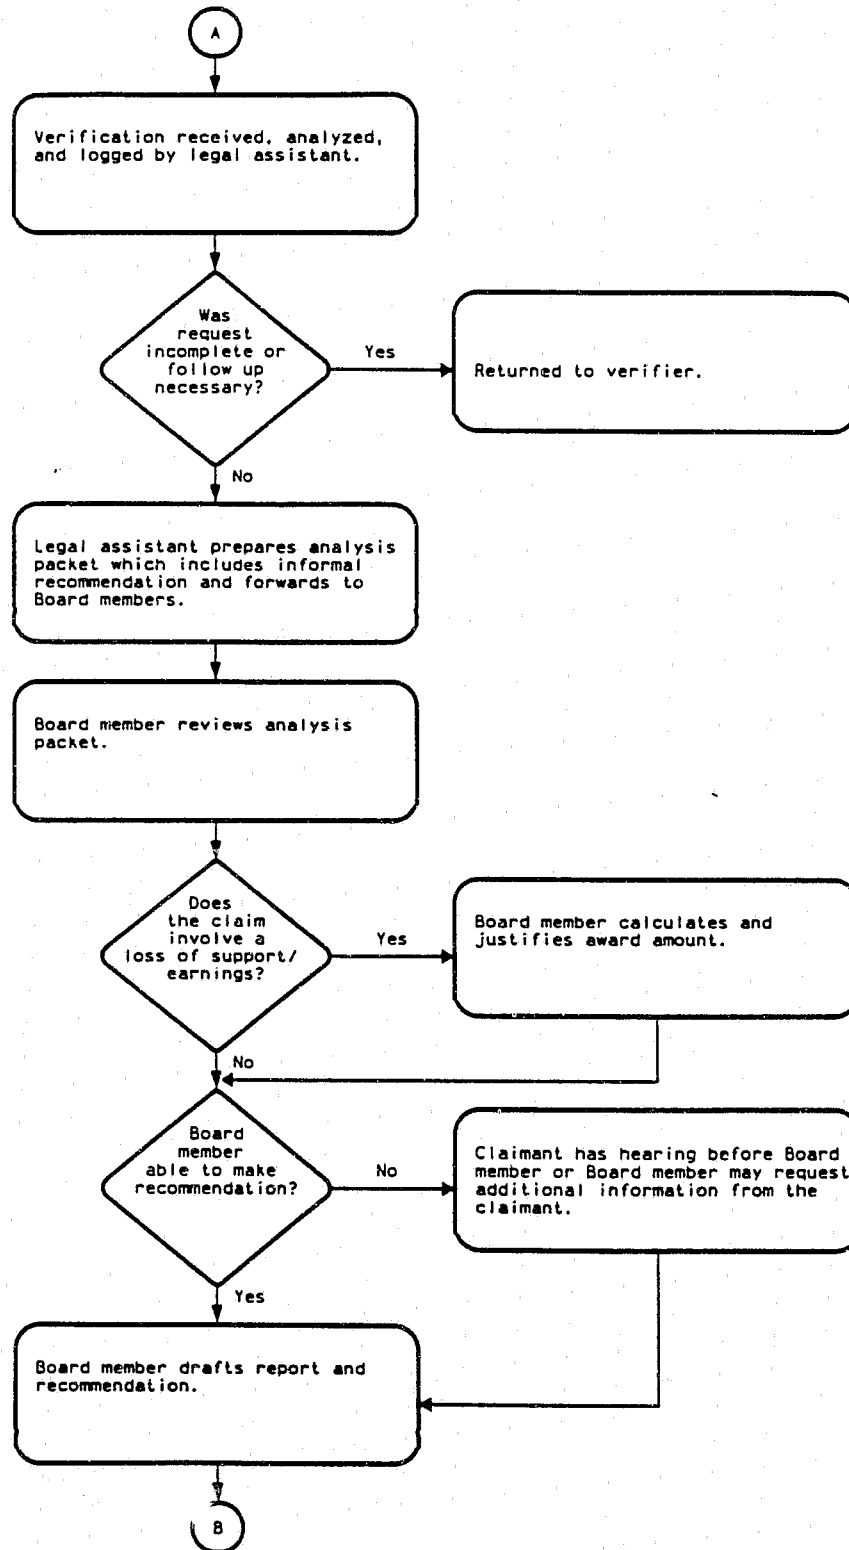 A
Verification received, analyzed,
and logged by legal assistant.
Was
request
incomplete or
follow up
necessary?
Yes
Returned to verifier.
No
Legal assistant prepares analysis
packet which includes informal
recommendation and forwards to
Board members.
Board member reviews analysis
packet.
Does
the claim
involve a
loss of support/
earnings?
Yes
Board member calculates and
justifies award amount.
No
Board
member
able to make
recommendation?
No
Claimant has hearing before Board
member or Board member may request
additional information from the
claimant.
Yes
Board member drafts report and
recommendation.
B